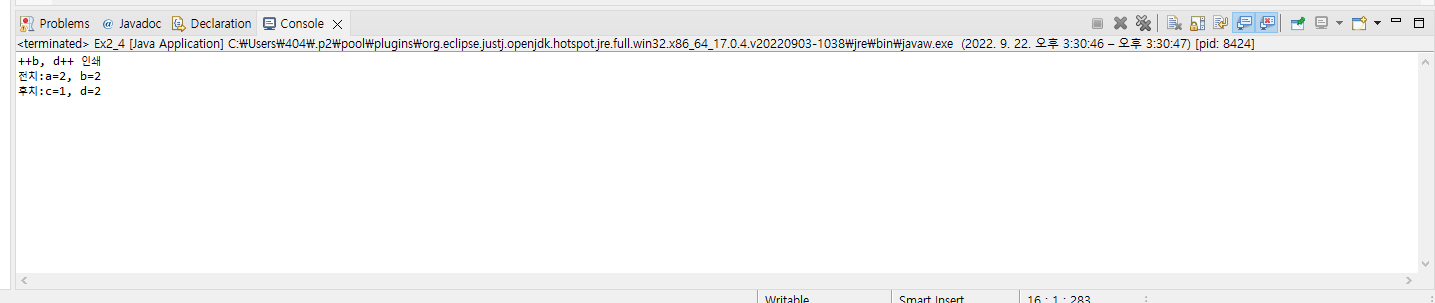 Problems @ Javadoc Declaration Console
<terminated> Ex2_4 [Java Application] C:₩Users₩404₩.p2₩pool₩plugins₩org.eclipse.justj.openjdk.hotspot.jre.full.win32.x86_64_17.0.4.v20220903-1038₩jre₩bin₩javaw.exe (2022. 9. 22. 오후 3:30:46 – 오후 3:30:47) [pid: 8424]
++b, d++ 인쇄
전치:a=2, b=2
후치:c=1, d=2
Writable Smart Insert 16 : 1 : 283